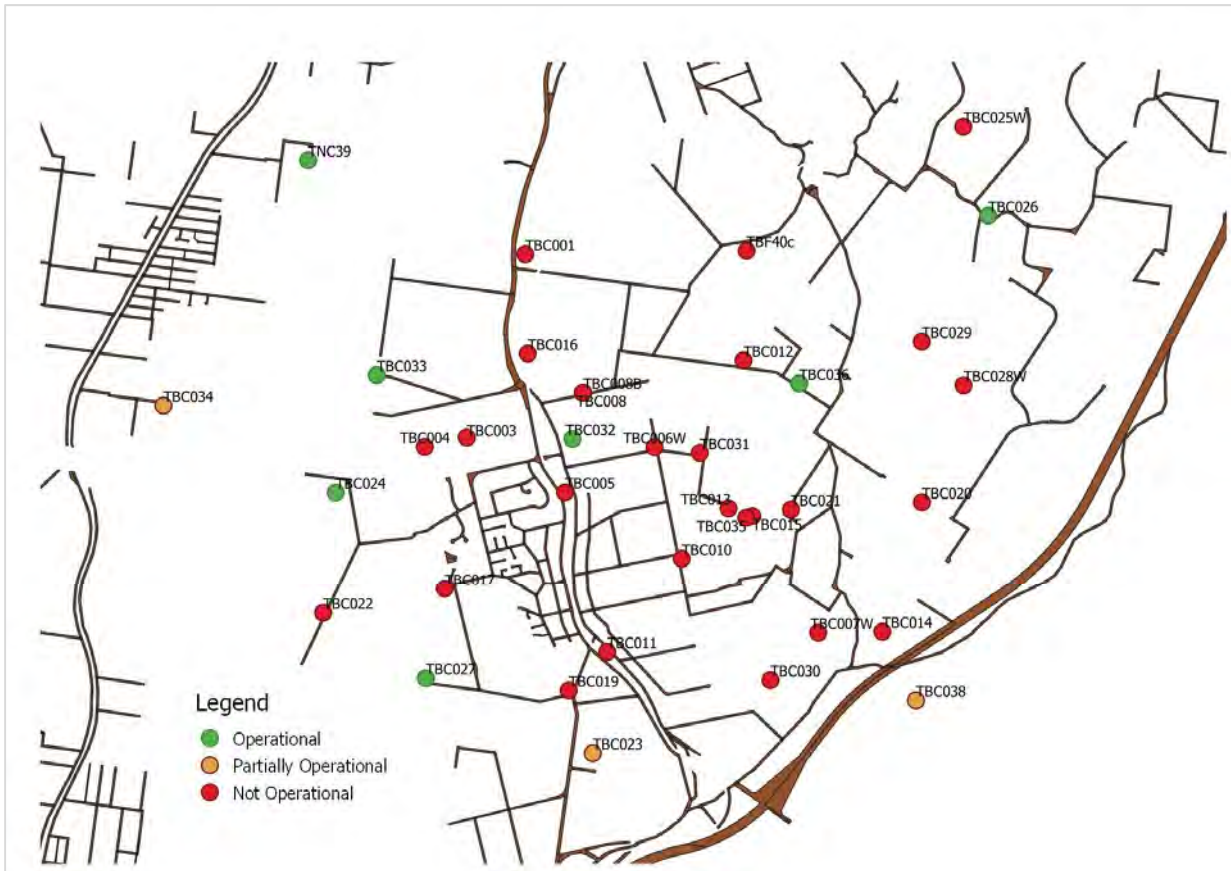 TBC025W
TNC39
TBC026
TBF40c
TBC001
TBC029
TBC016
TBC012
TBC033
TBC036
TBC028W
TBC008B
TBC034
TBC008
TBC032
TBC003
TBC004
TBC006W
TBC031
TBC024
TBC005
TBC013
TBC021
TBC020
TBC035
TBC015
TBC010
TBC017
TBC022
TBC007W
TBC014
TBC011
TBC027
TBC030
TBC019
TBC038
Legend
Operational
TBC023
Partially Operational
Not Operational